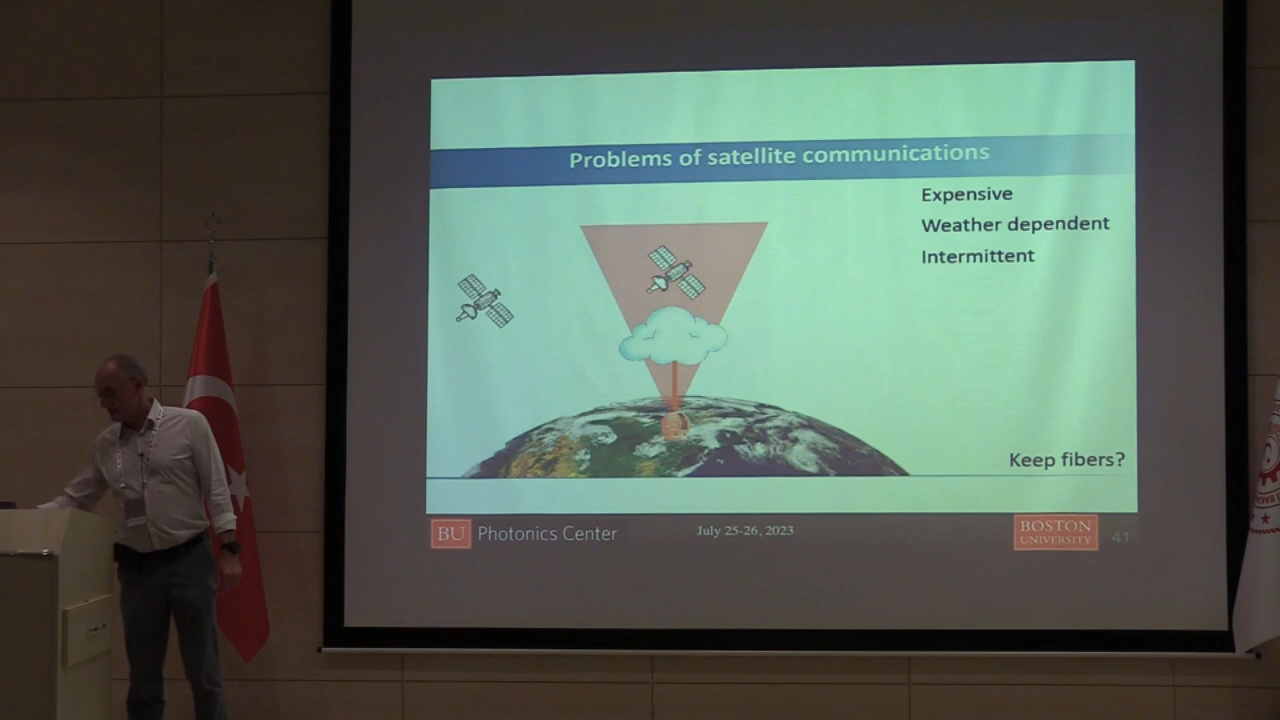 Problems of satellite communications
Expensive
Weather dependent
Intermittent
Keep fibers?
BU Photonics Center
July 25-26, 2023
BOSTON
UNIVERSITY
41